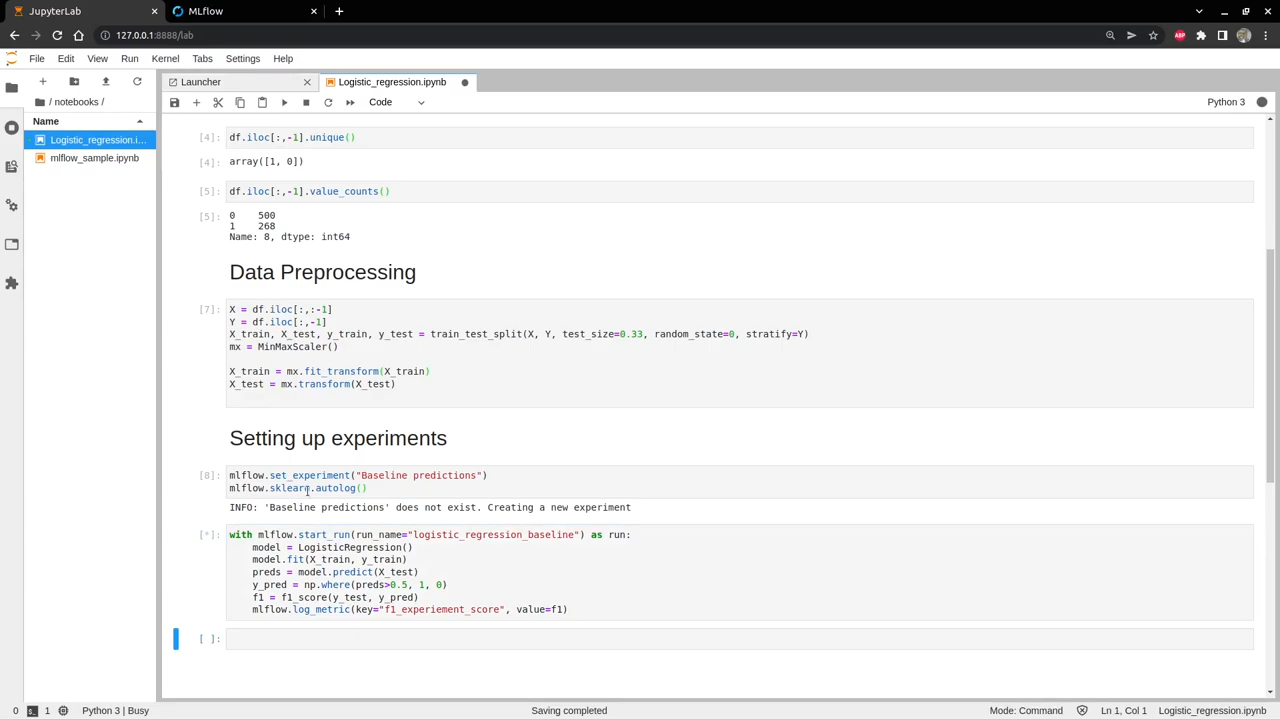 JupyterLab
MLflow
127.0.0.1:8888/lab
ABP
File Edit View Run Kernel Tabs Settings Help
/ notebooks /
Name
Logistic_regression.i...
mlflow_sample.ipynb
Launcher
Logistic_regression.ipynb
Code
Python 3
[4]: df.iloc[:,-1].unique()
[4]: array([1, 0])
[5]: df.iloc[:,-1].value_counts()
[5]: 0    500
1    268
Name: 8, dtype: int64
Data Preprocessing
[7]: X = df.iloc[:,:-1]
Y = df.iloc[:,-1]
X_train, X_test, y_train, y_test = train_test_split(X, Y, test_size=0.33, random_state=0, stratify=Y)
mx = MinMaxScaler()
X_train = mx.fit_transform(X_train)
X_test = mx.transform(X_test)
Setting up experiments
[8]: mlflow.set_experiment("Baseline predictions")
mlflow.sklearn.autolog()
INFO: 'Baseline predictions' does not exist. Creating a new experiment
[*]: with mlflow.start_run(run_name="logistic_regression_baseline") as run:
model = LogisticRegression()
model.fit(X_train, y_train)
preds = model.predict(X_test)
y_pred = np.where(preds>0.5, 1, 0)
f1 = f1_score(y_test, y_pred)
mlflow.log_metric(key="f1_experiement_score", value=f1)
[ ]:
0 1 Python 3 | Busy
Saving completed
Mode: Command
Ln 1, Col 1
Logistic_regression.ipynb